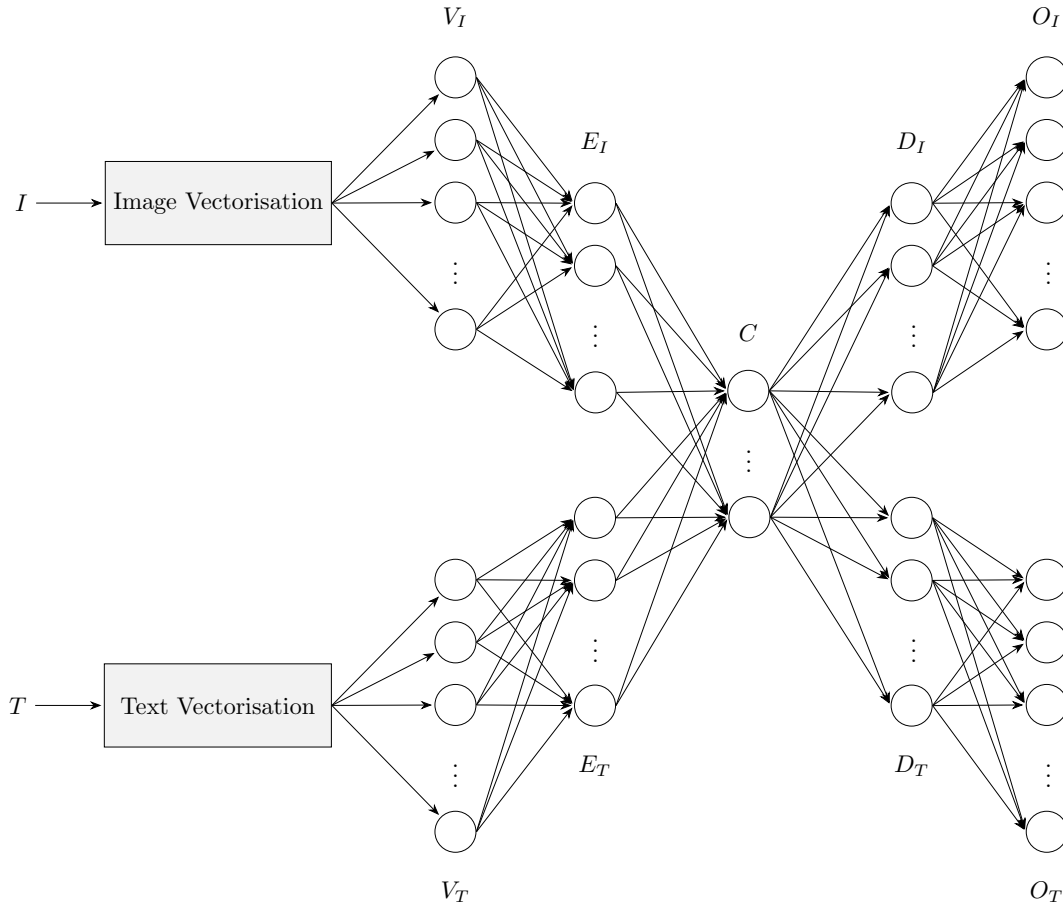 V_I
O_I
E_I
D_I
I
Image Vectorisation
⋮
⋮
⋮
⋮
C
⋮
⋮
⋮
T
Text Vectorisation
E_T
D_T
⋮
⋮
V_T
O_T